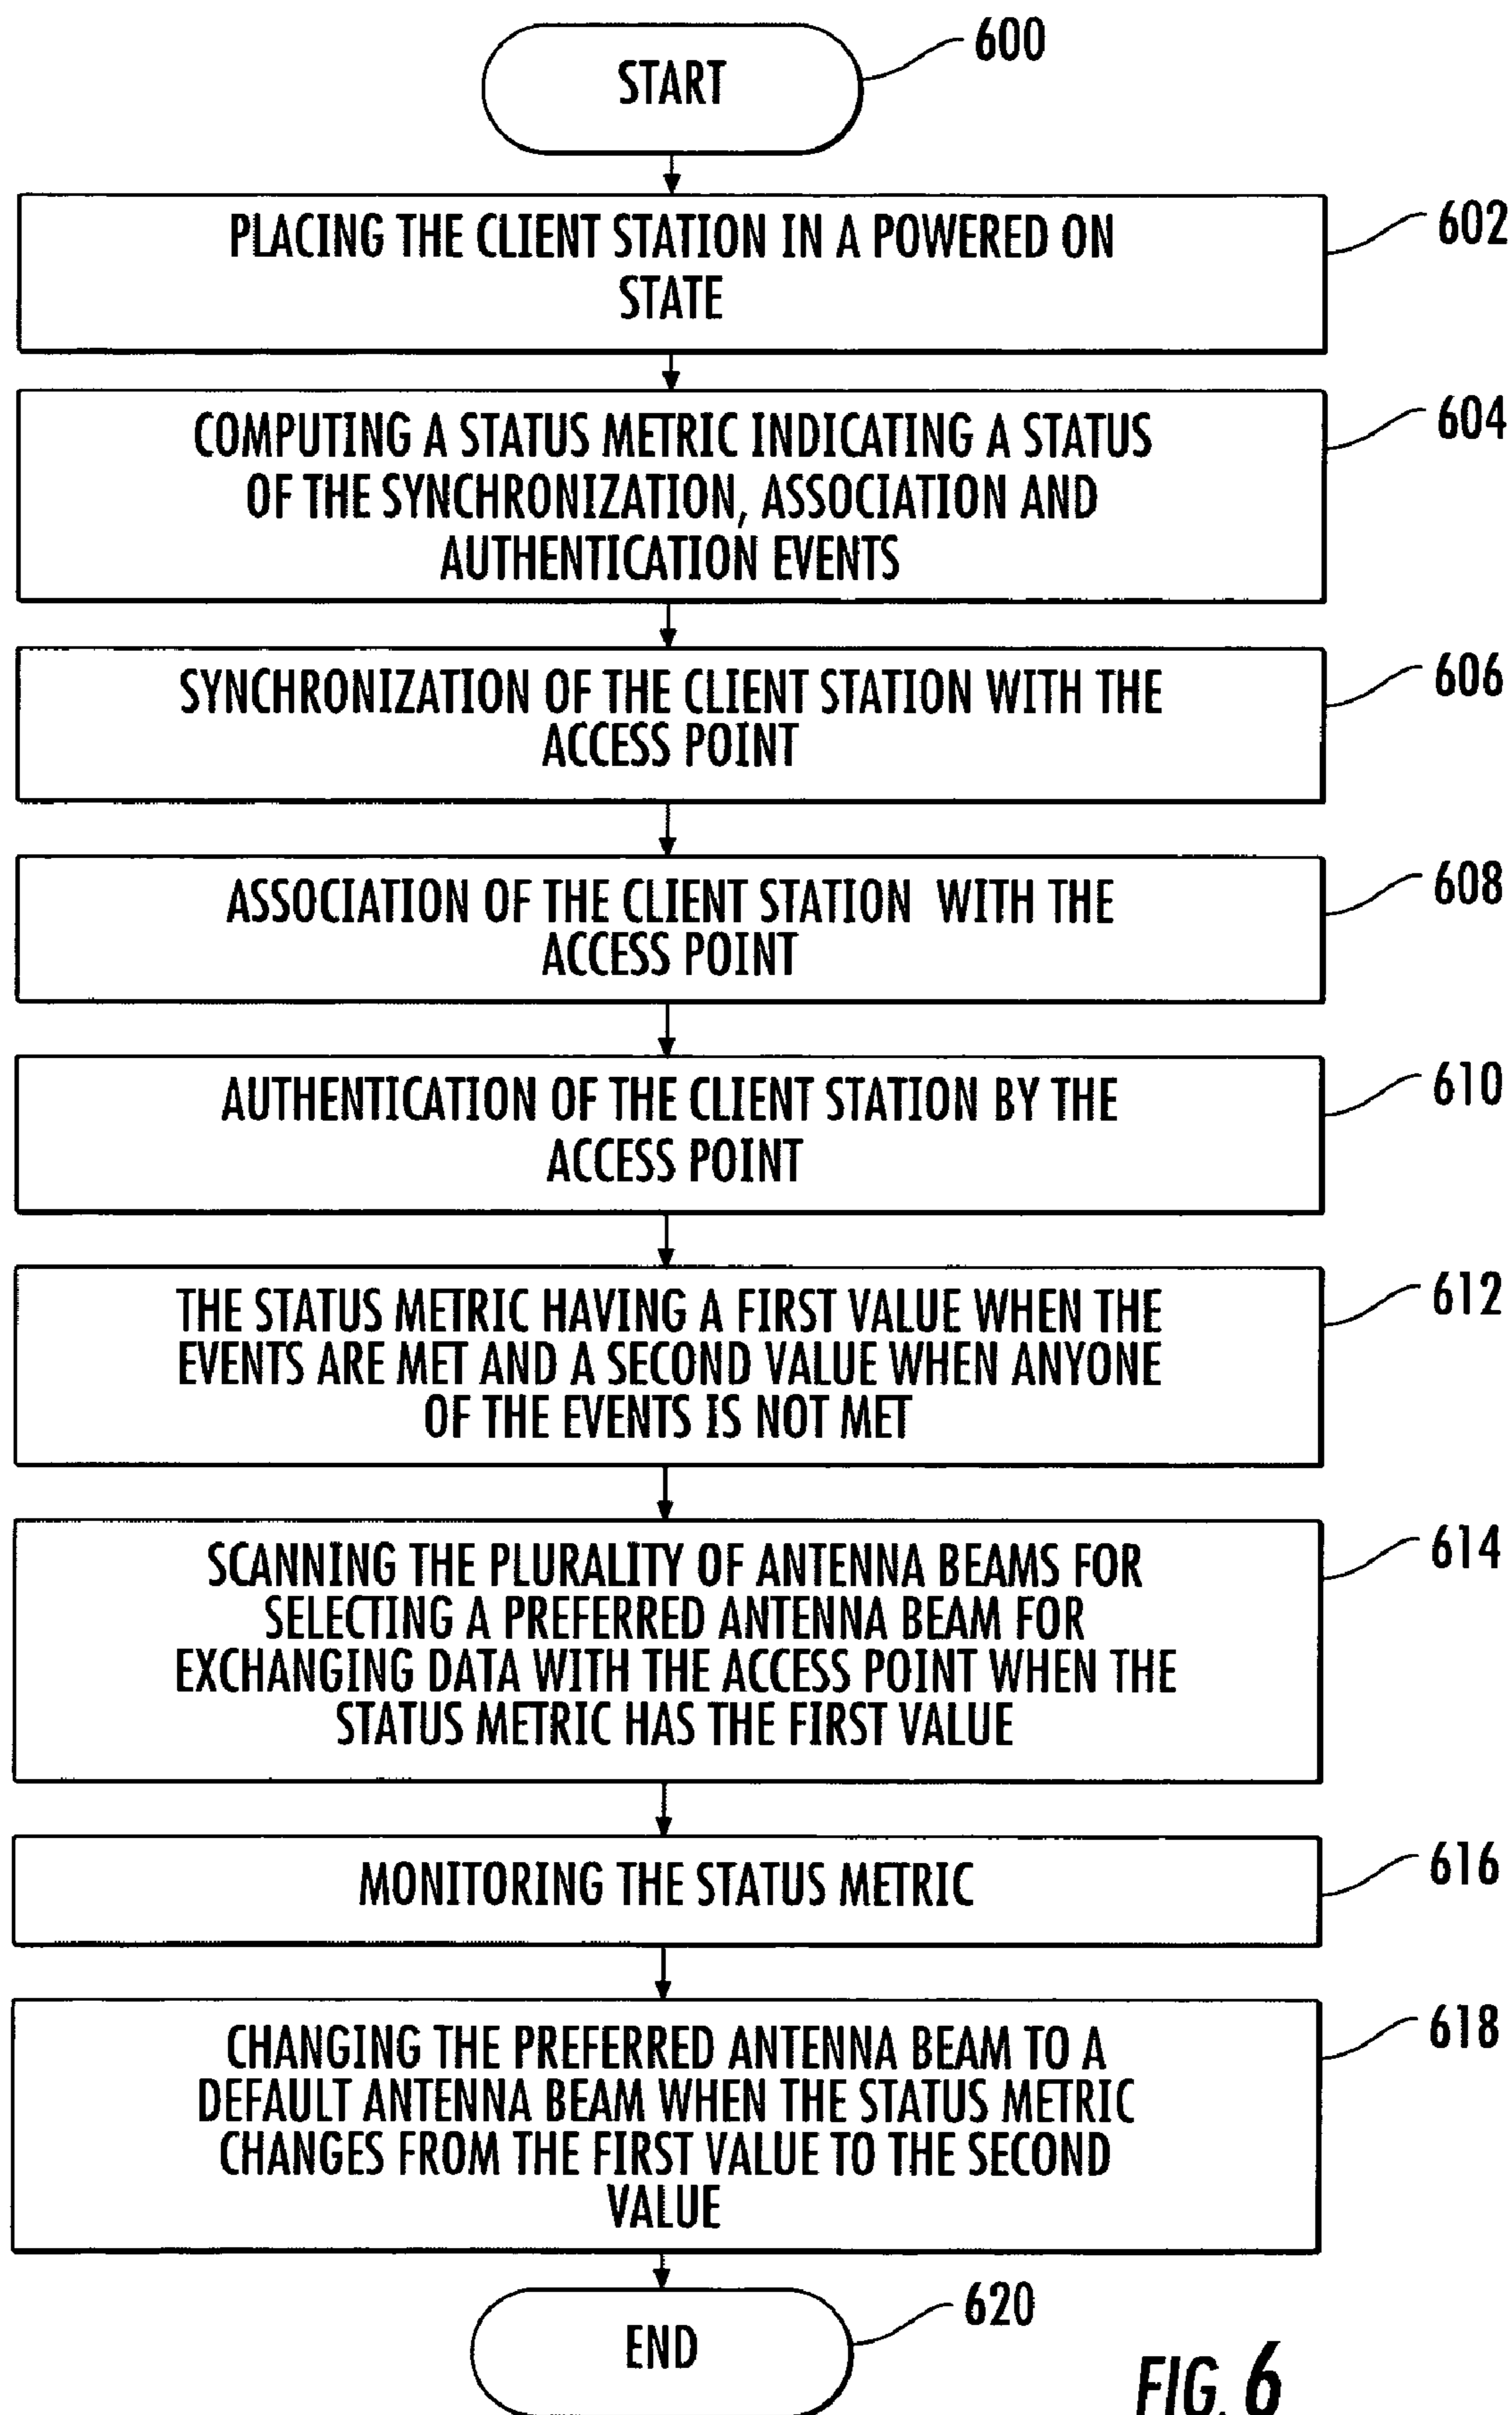 START
600
PLACING THE CLIENT STATION IN A POWERED ON
STATE
602
COMPUTING A STATUS METRIC INDICATING A STATUS
OF THE SYNCHRONIZATION, ASSOCIATION AND
AUTHENTICATION EVENTS
604
SYNCHRONIZATION OF THE CLIENT STATION WITH THE
ACCESS POINT
606
ASSOCIATION OF THE CLIENT STATION WITH THE
ACCESS POINT
608
AUTHENTICATION OF THE CLIENT STATION BY THE
ACCESS POINT
610
THE STATUS METRIC HAVING A FIRST VALUE WHEN THE
EVENTS ARE MET AND A SECOND VALUE WHEN ANYONE
OF THE EVENTS IS NOT MET
612
SCANNING THE PLURALITY OF ANTENNA BEAMS FOR
SELECTING A PREFERRED ANTENNA BEAM FOR
EXCHANGING DATA WITH THE ACCESS POINT WHEN THE
STATUS METRIC HAS THE FIRST VALUE
614
MONITORING THE STATUS METRIC
616
CHANGING THE PREFERRED ANTENNA BEAM TO A
DEFAULT ANTENNA BEAM WHEN THE STATUS METRIC
CHANGES FROM THE FIRST VALUE TO THE SECOND
VALUE
618
END
620
FIG. 6